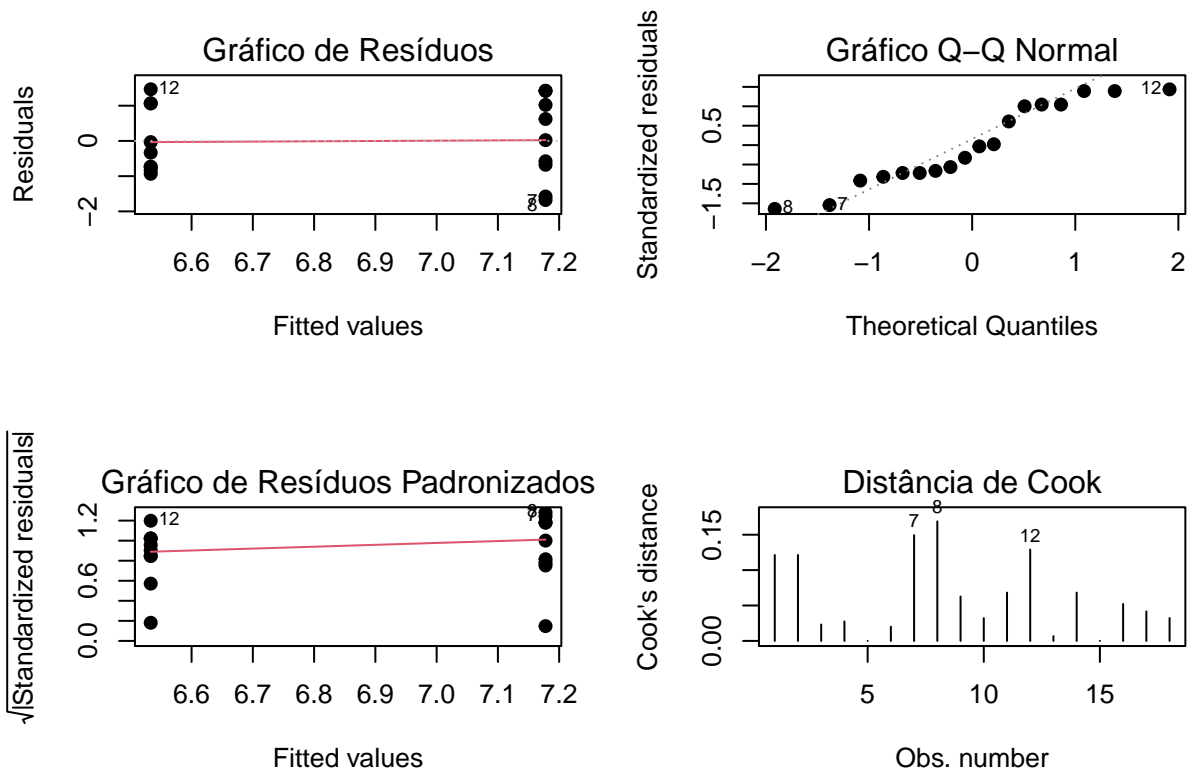 Gráfico de Resíduos
Residuals
0
−2
12
7
8
6.6 6.7 6.8 6.9 7.0 7.1 7.2
Fitted values
Gráfico Q−Q Normal
Standardized residuals
0.5
−1.5
12
8
7
−2 −1 0 1 2
Theoretical Quantiles
Gráfico de Resíduos Padronizados
√|Standardized residuals|
1.2
0.6
0.0
12
8
7
6.6 6.7 6.8 6.9 7.0 7.1 7.2
Fitted values
Distância de Cook
Cook's distance
0.15
0.00
8
7
12
5 10 15
Obs. number